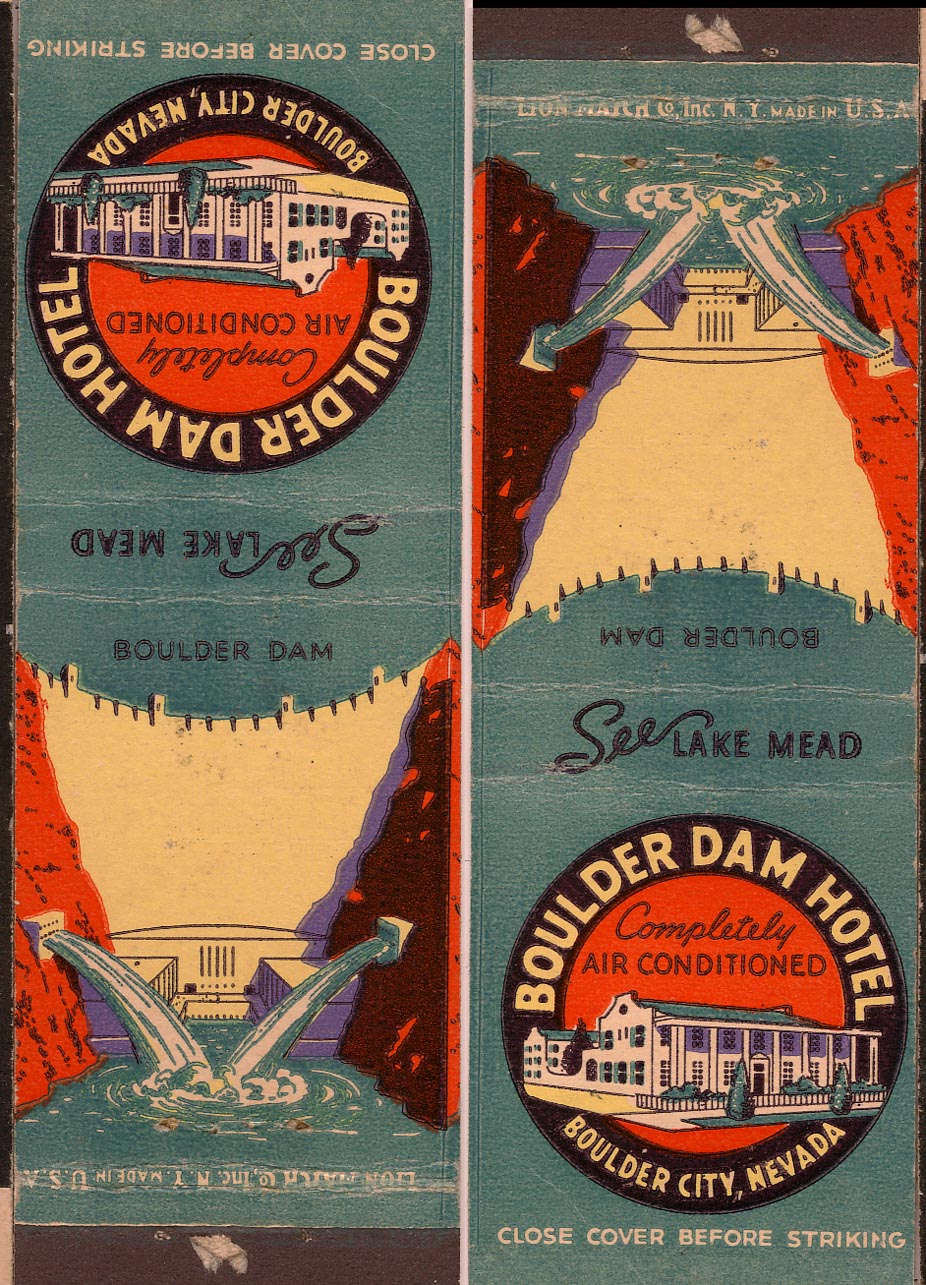 CLOSE COVER BEFORE STRIKING
BOULDER CITY, NEVADA
Completely
AIR CONDITIONED
BOULDER DAM HOTEL
See LAKE MEAD
BOULDER DAM
LION MATCH CO., INC. N. Y. MADE IN U. S. A.
LION MATCH CO., INC. N. Y. MADE IN U. S. A.
BOULDER DAM
See LAKE MEAD
BOULDER DAM HOTEL
Completely
AIR CONDITIONED
BOULDER CITY, NEVADA
CLOSE COVER BEFORE STRIKING